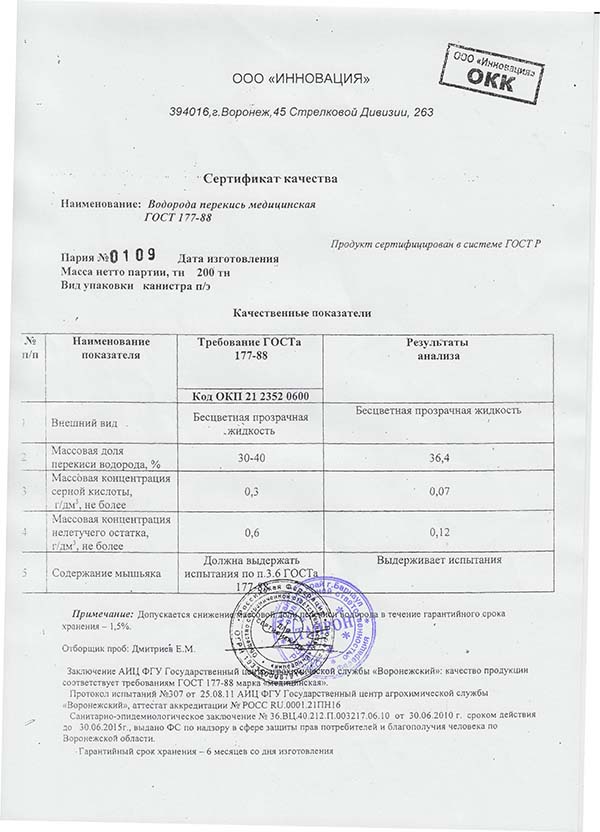 ООО «Инновация»
ОКК
ООО «ИННОВАЦИЯ»
394016,г.Воронеж,45 Стрелковой Дивизии, 263
Сертификат качества
Наименование: Водорода перекись медицинская
ГОСТ 177-88
Продукт сертифицирован в системе ГОСТ Р
Пария № 0109 Дата изготовления
Масса нетто партии, тн 200 тн
Вид упаковки канистра п/э
Качественные показатели
№ п/п Наименование показателя Требование ГОСТа 177-88 Результаты анализа
Код ОКП 21 2352 0600
1 Внешний вид Бесцветная прозрачная жидкость Бесцветная прозрачная жидкость
2 Массовая доля перекиси водорода, % 30-40 36,4
3 Массовая концентрация серной кислоты, г/дм³, не более 0,3 0,07
4 Массовая концентрация нелетучего остатка, г/дм³, не более 0,6 0,12
5 Содержание мышьяка Должна выдержать испытания по п.3.6 ГОСТа 177-88 Выдерживает испытания
Примечание: Допускается снижение массовой доли перекиси водорода в течение гарантийного срока
хранения – 1,5%.
Отборщик проб: Дмитриев Е.М.
Заключение АИЦ ФГУ Государственный центр агрохимической службы «Воронежский»: качество продукции
соответствует требованиям ГОСТ 177-88 марка «медицинская».
Протокол испытаний №307 от 25.08.11 АИЦ ФГУ Государственный центр агрохимической службы
«Воронежский», аттестат аккредитации № РОСС RU.0001.21ПН16
Санитарно-эпидемиологическое заключение № 36.ВЦ.40.212.П.003217.06.10 от 30.06.2010 г. сроком действия
до 30.06.2015г., выдано ФС по надзору в сфере защиты прав потребителей и благополучия человека по
Воронежской области.
Гарантийный срок хранения – 6 месяцев со дня изготовления